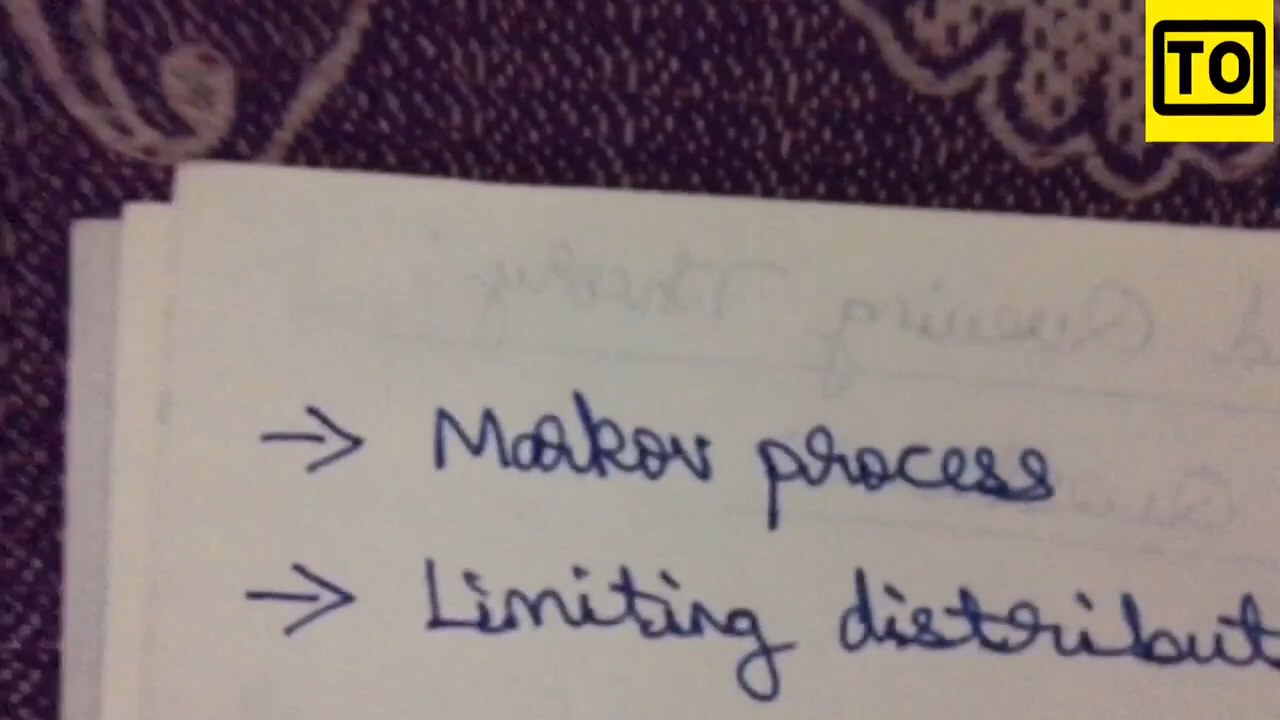 TO
→ Markov process
→ Limiting distribut